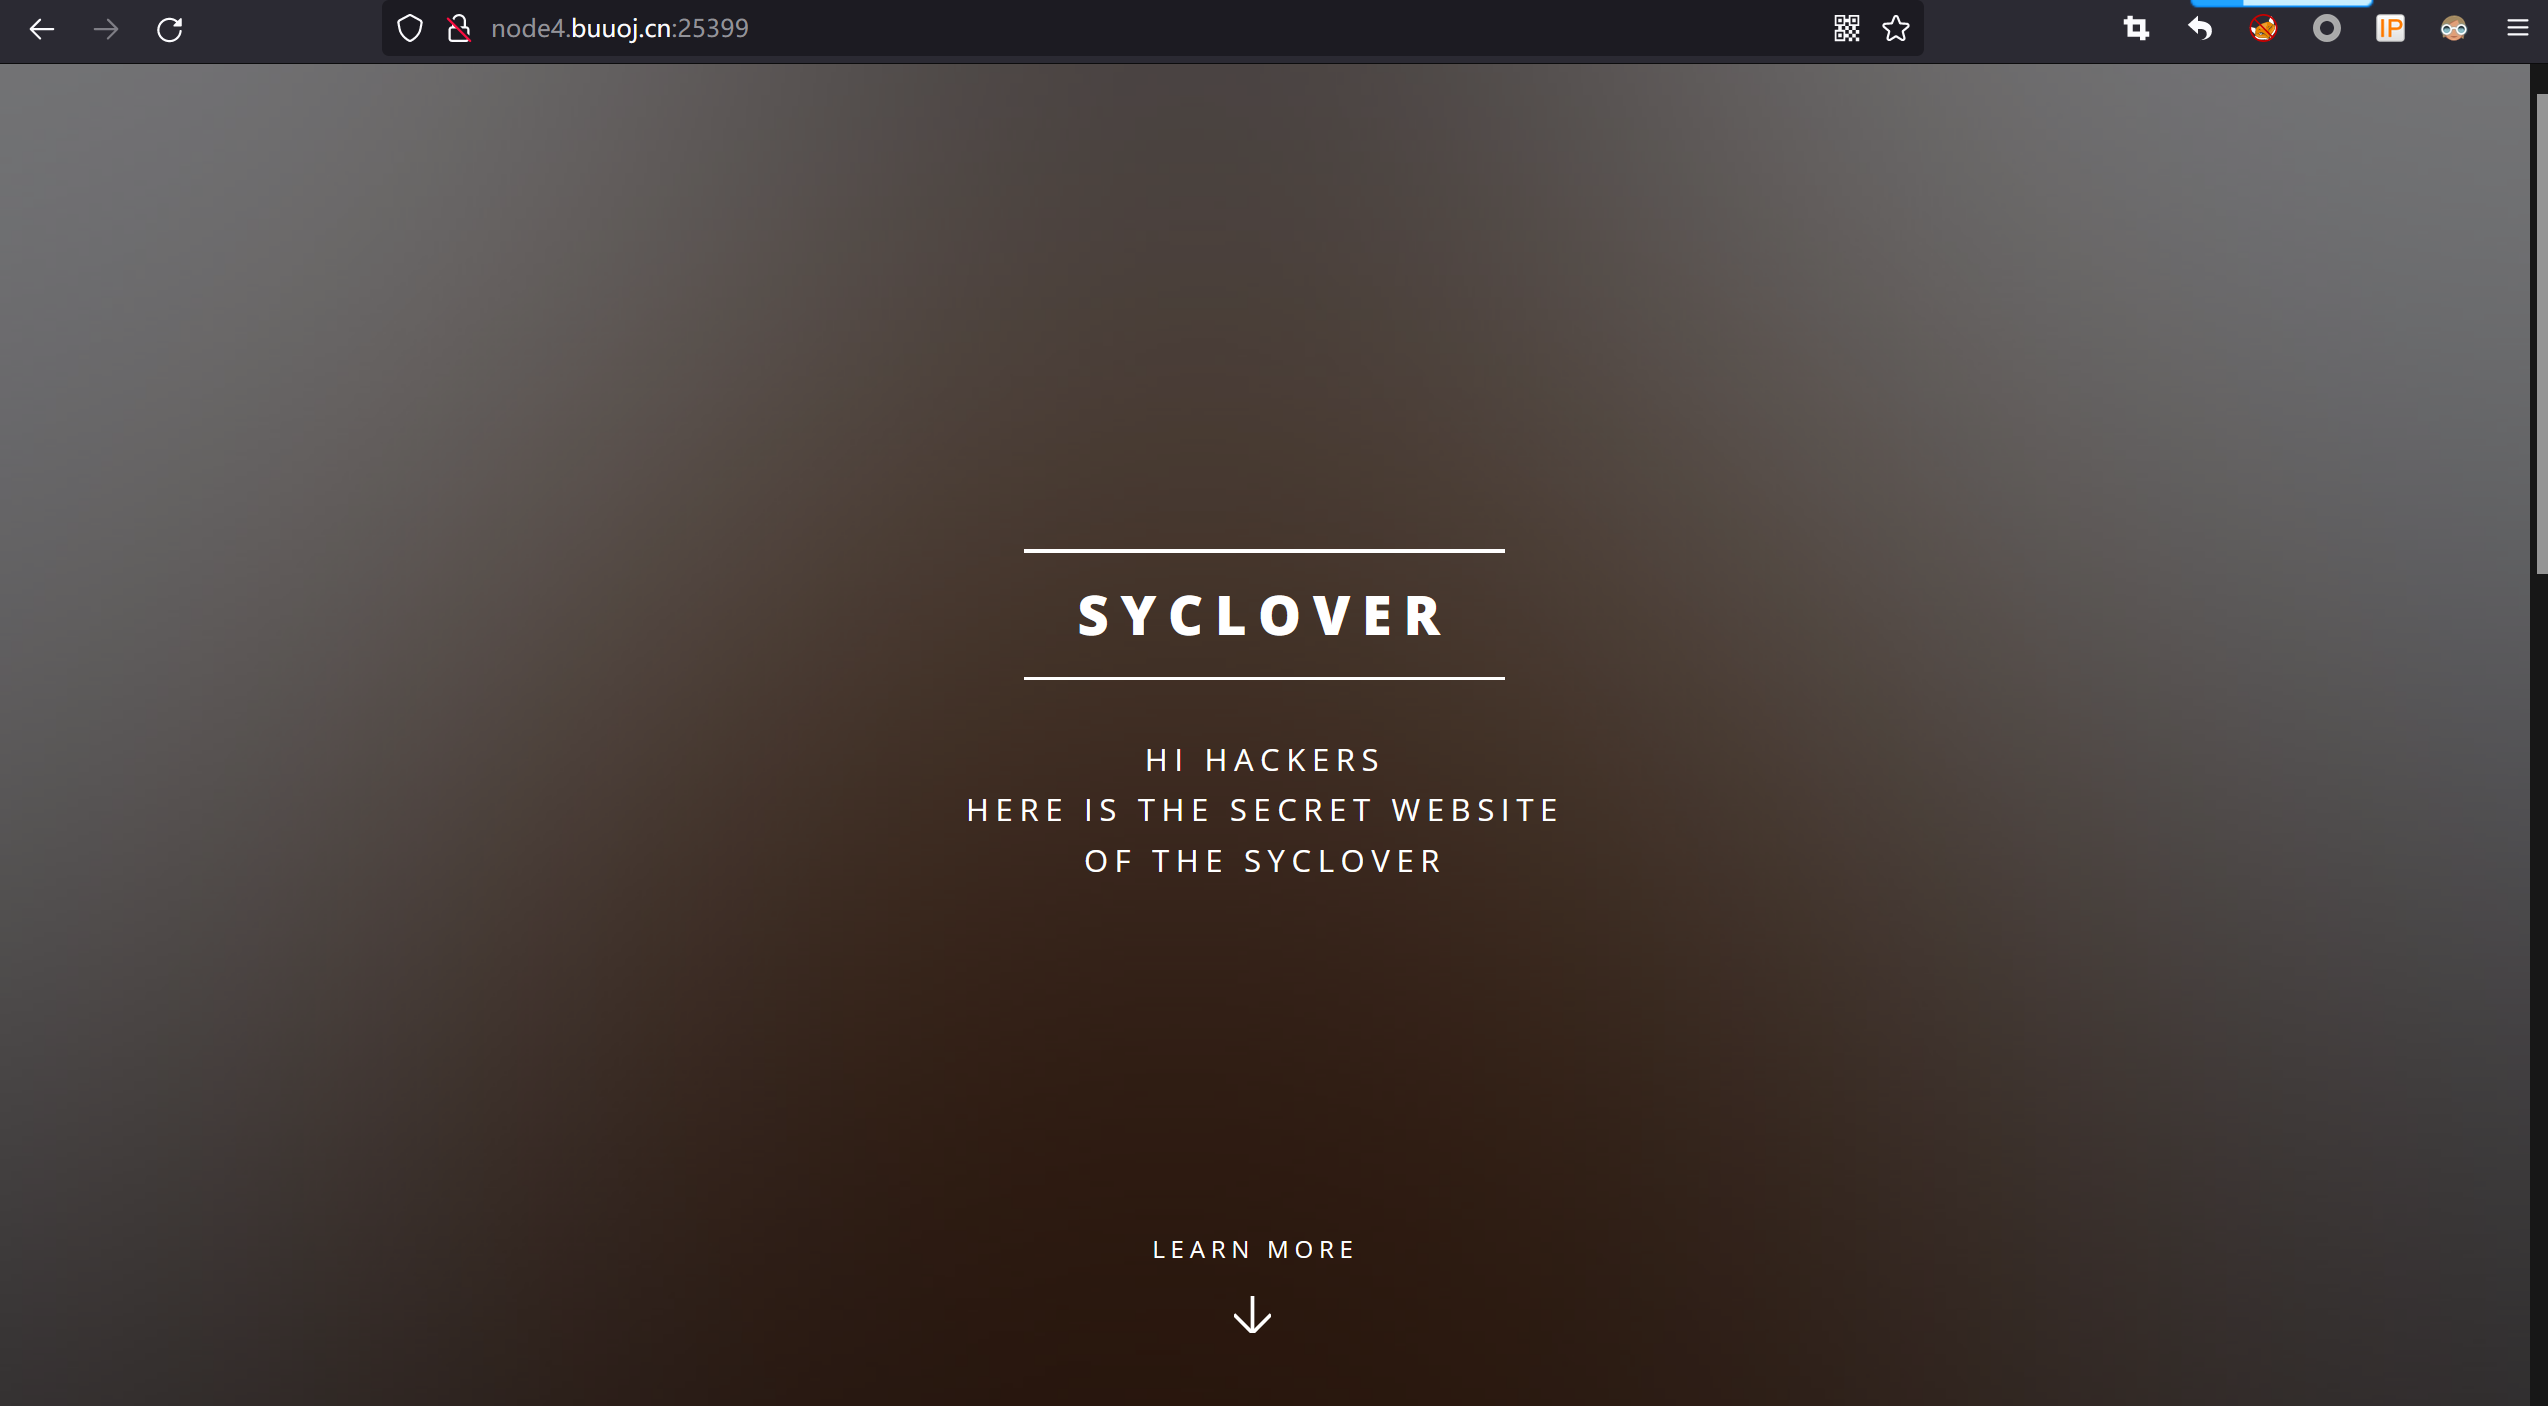 node4.buuoj.cn:25399
IP
SYCLOVER
HI HACKERS
HERE IS THE SECRET WEBSITE
OF THE SYCLOVER
LEARN MORE